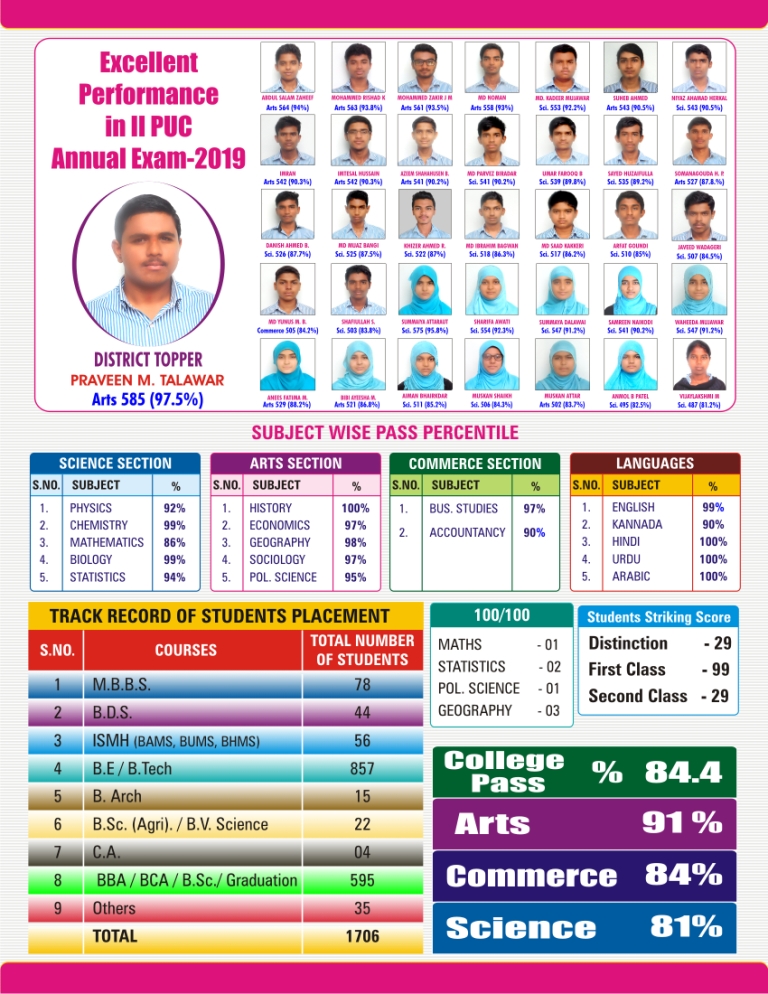 Excellent
Performance
in II PUC
Annual Exam-2019
DISTRICT TOPPER
PRAVEEN M. TALAWAR
Arts 585 (97.5%)
ABDUL SALAM ZAHEEF
Arts 564 (94%)
MOHAMMED RISHAD K
Arts 563 (93.8%)
MOHAMMED ZAKIR J M
Arts 561 (93.5%)
MD NOMAN
Arts 558 (93%)
MD. KADEER MUJAWAR
Sci. 553 (92.2%)
SUHEB AHMED
Arts 543 (90.5%)
NIYAZ AHAMAD HEBKAL
Sci. 543 (90.5%)
IMRAN
Arts 542 (90.3%)
IMTESAL HUSSAIN
Arts 542 (90.3%)
AZEEM SHAHAHUSEN B.
Arts 541 (90.2%)
MD PARVEZ BIRADAR
Sci. 541 (90.2%)
UMAR FAROOQ B
Sci. 539 (89.8%)
SAYED HUZAIFULLA
Sci. 535 (89.2%)
SOMANAGOUDA H. P.
Arts 527 (87.8.%)
DANISH AHMED B.
Sci. 526 (87.7%)
MD MUAZ BANGI
Sci. 525 (87.5%)
KHIZER AHMED R.
Sci. 522 (87%)
MD IBRAHIM BAGWAN
Sci. 518 (86.3%)
MD SAAD KAKKERI
Sci. 517 (86.2%)
ARFAT GOUNDI
Sci. 510 (85%)
JAVEED WADAGERI
Sci. 507 (84.5%)
MD YUNUS M. B.
Commerce 505 (84.2%)
SHAFIULLAH S.
Sci. 503 (83.8%)
SUMMAIYA ATTARAUT
Sci. 575 (95.8%)
SHARIFA AWATI
Sci. 554 (92.3%)
SUMMAYA DALAWAI
Sci. 547 (91.2%)
SAMREEN NAIKODI
Sci. 541 (90.2%)
WAHEEDA MUJAWAR
Sci. 547 (91.2%)
ANEES FATIMA M.
Arts 529 (88.2%)
BIBI AYEESHA M.
Arts 521 (86.8%)
AIMAN BHAIRNDAR
Sci. 511 (85.2%)
MUSKAN SHAIKH
Sci. 506 (84.3%)
MUSKAN ATTAR
Arts 502 (83.7%)
ANMOL B PATEL
Sci. 495 (82.5%)
VIJAYLAKSHMI M
Sci. 487 (81.2%)
SUBJECT WISE PASS PERCENTILE
SCIENCE SECTION
S.NO. SUBJECT %
1. PHYSICS 92%
2. CHEMISTRY 99%
3. MATHEMATICS 86%
4. BIOLOGY 99%
5. STATISTICS 94%
ARTS SECTION
S.NO. SUBJECT %
1. HISTORY 100%
2. ECONOMICS 97%
3. GEOGRAPHY 98%
4. SOCIOLOGY 97%
5. POL. SCIENCE 95%
COMMERCE SECTION
S.NO. SUBJECT %
1. BUS. STUDIES 97%
2. ACCOUNTANCY 90%
LANGUAGES
S.NO. SUBJECT %
1. ENGLISH 99%
2. KANNADA 90%
3. HINDI 100%
4. URDU 100%
5. ARABIC 100%
TRACK RECORD OF STUDENTS PLACEMENT
S.NO. COURSES TOTAL NUMBER
OF STUDENTS
1 M.B.B.S. 78
2 B.D.S. 44
3 ISMH (BAMS, BUMS, BHMS) 56
4 B.E / B.Tech 857
5 B. Arch 15
6 B.Sc. (Agri). / B.V. Science 22
7 C.A. 04
8 BBA / BCA / B.Sc./ Graduation 595
9 Others 35
TOTAL 1706
100/100
MATHS - 01
STATISTICS - 02
POL. SCIENCE - 01
GEOGRAPHY - 03
Students Striking Score
Distinction - 29
First Class - 99
Second Class - 29
College
Pass % 84.4
Arts 91 %
Commerce 84%
Science 81%